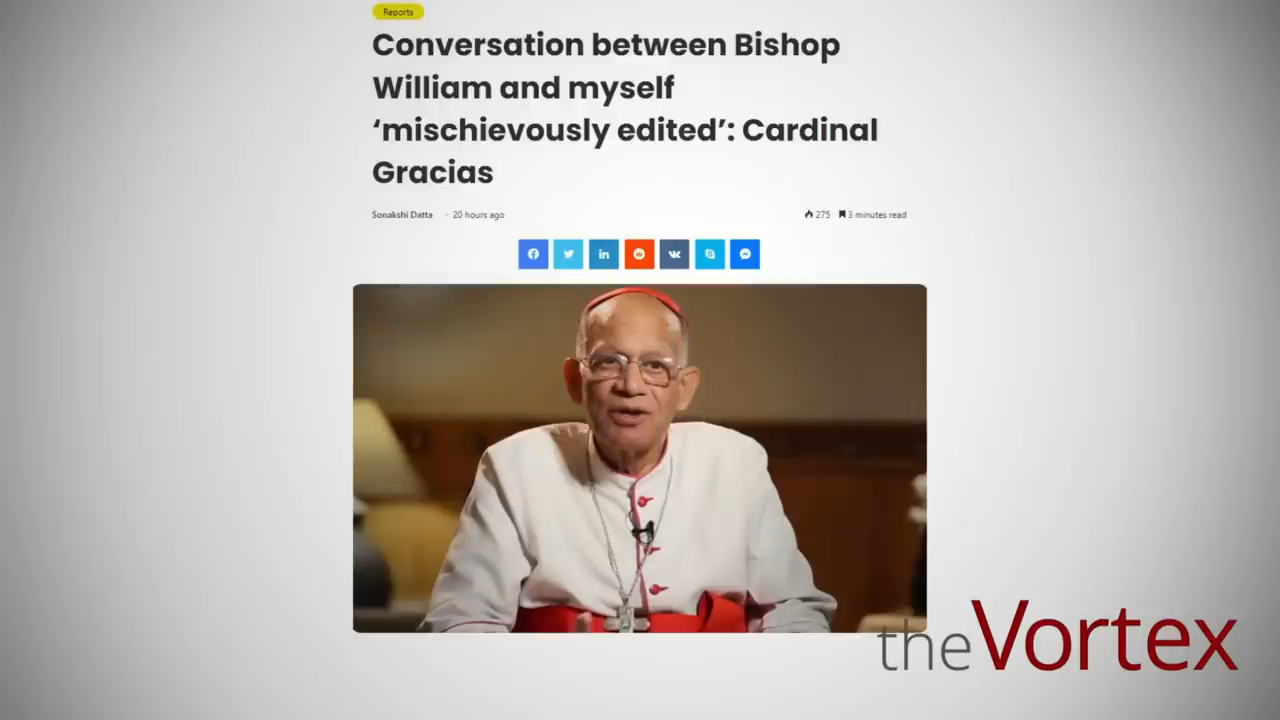 Reports
Conversation between Bishop
William and myself
‘mischievously edited’: Cardinal
Gracias
Sonakshi Datta · 20 hours ago 275 3 minutes read
theVortex